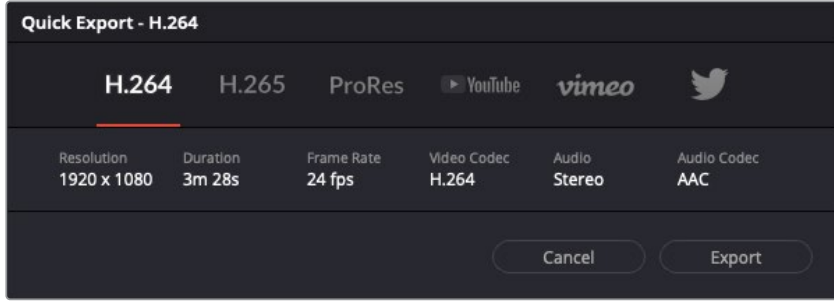 Quick Export - H.264
H.264 H.265 ProRes YouTube vimeo
Resolution Duration Frame Rate Video Codec Audio Audio Codec
1920 x 1080 3m 28s 24 fps H.264 Stereo AAC
Cancel Export